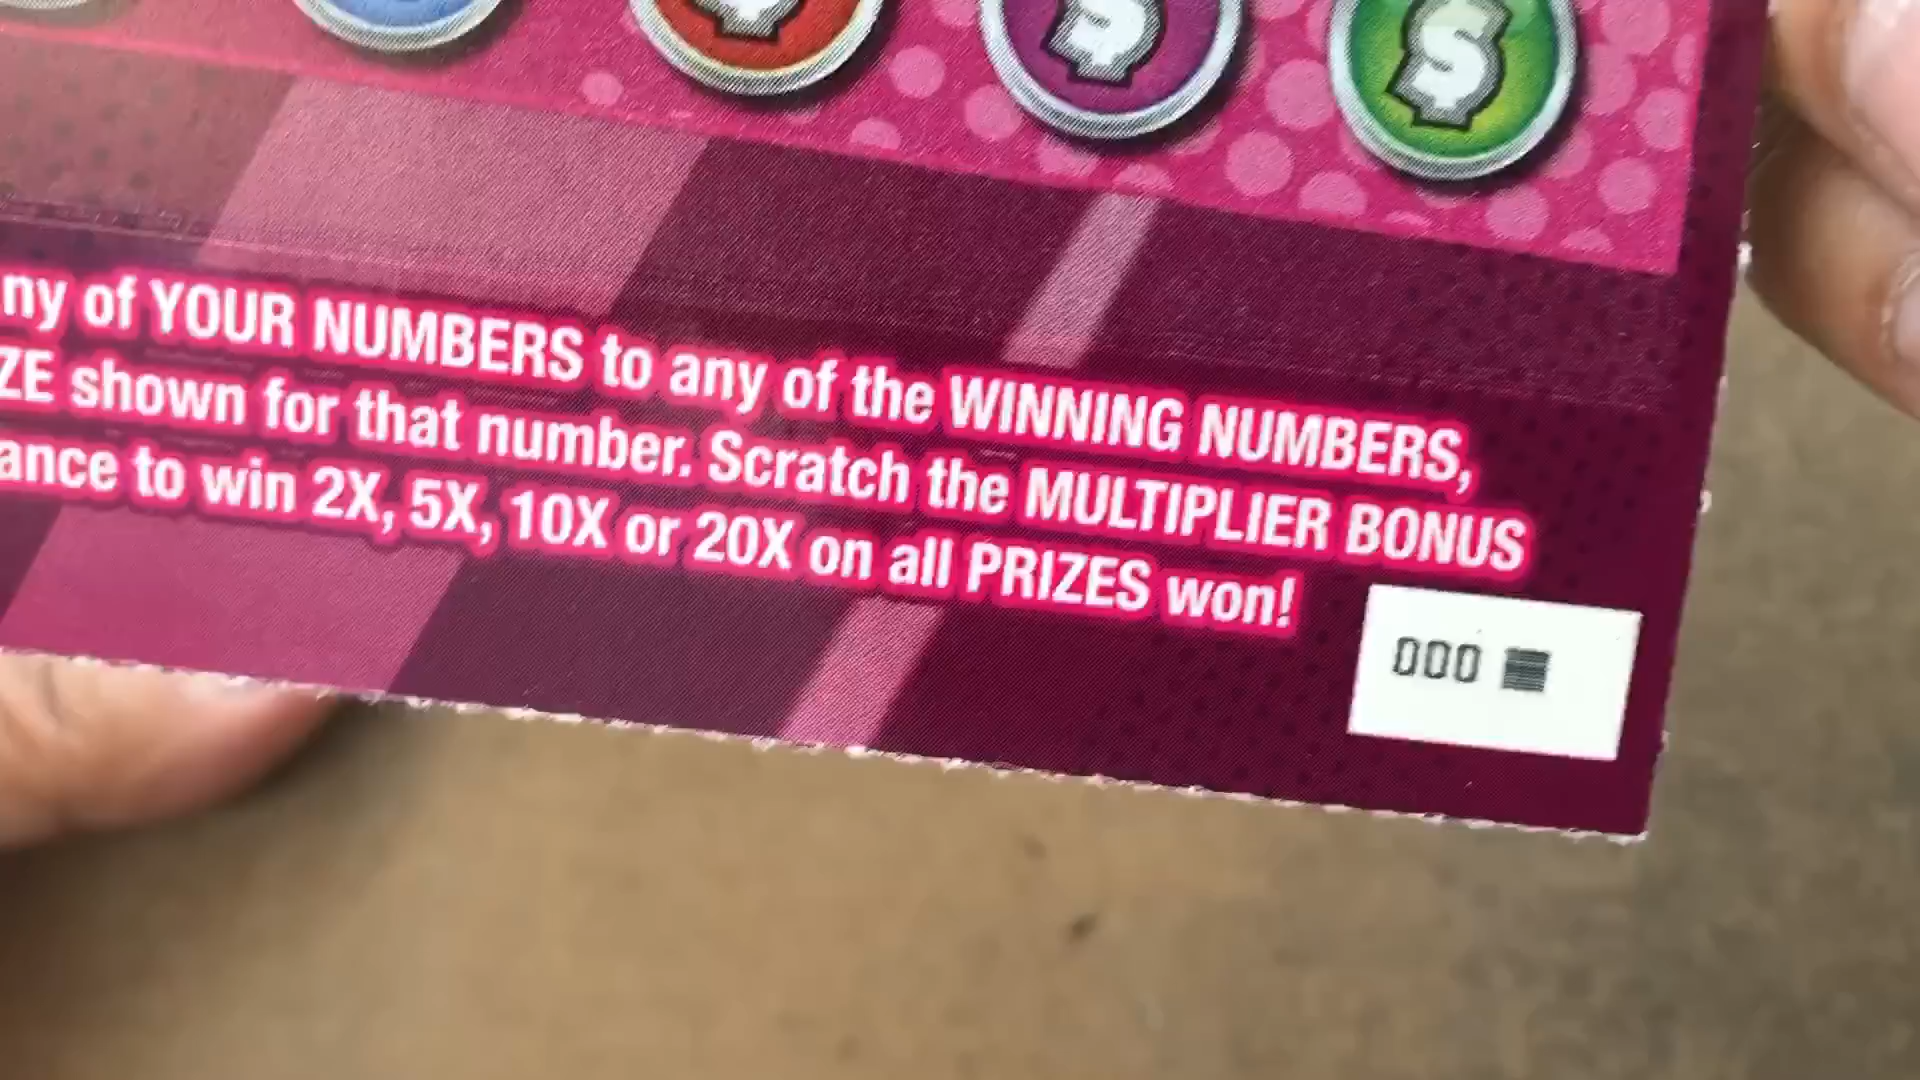 $ $ $
ny of YOUR NUMBERS to any of the WINNING NUMBERS,
ZE shown for that number. Scratch the MULTIPLIER BONUS
ance to win 2X, 5X, 10X or 20X on all PRIZES won!
000